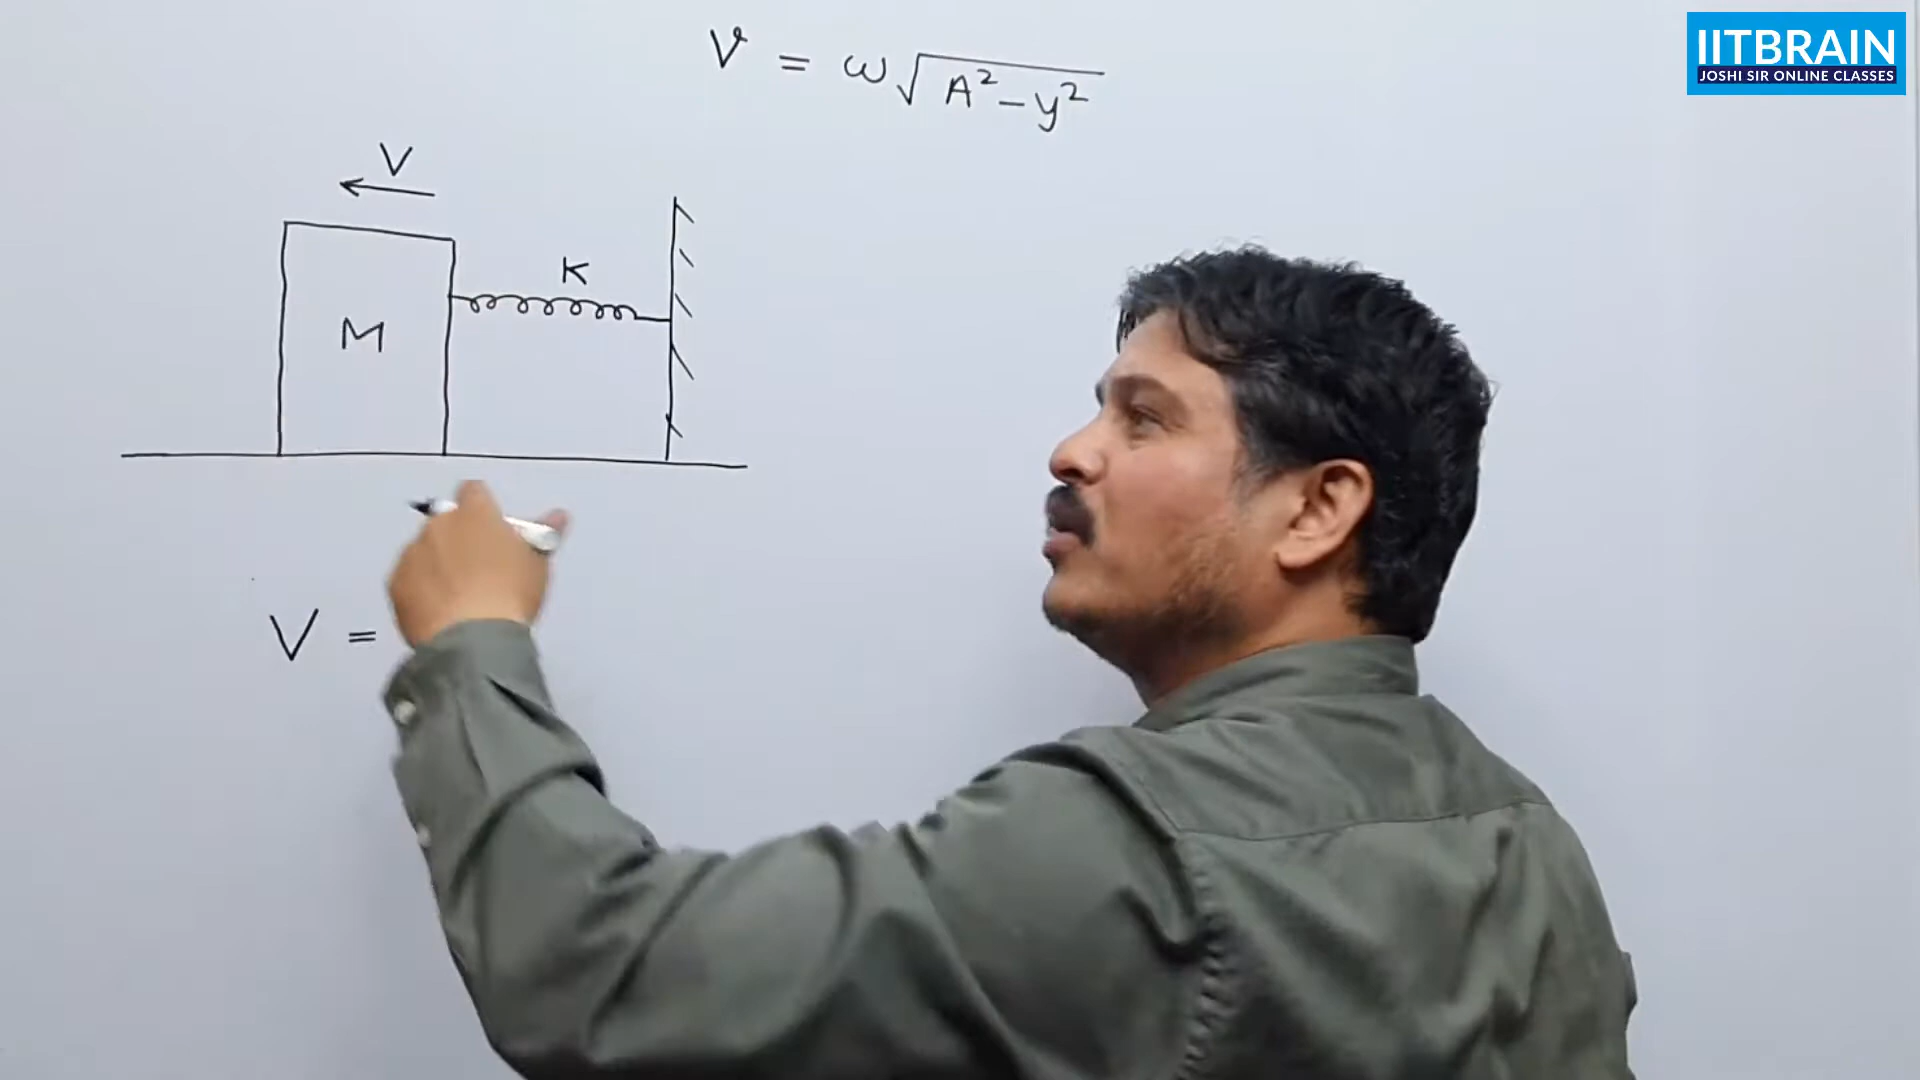 V = ω√A² - y²
IITBRAIN
JOSHI SIR ONLINE CLASSES
V
K
M
V =